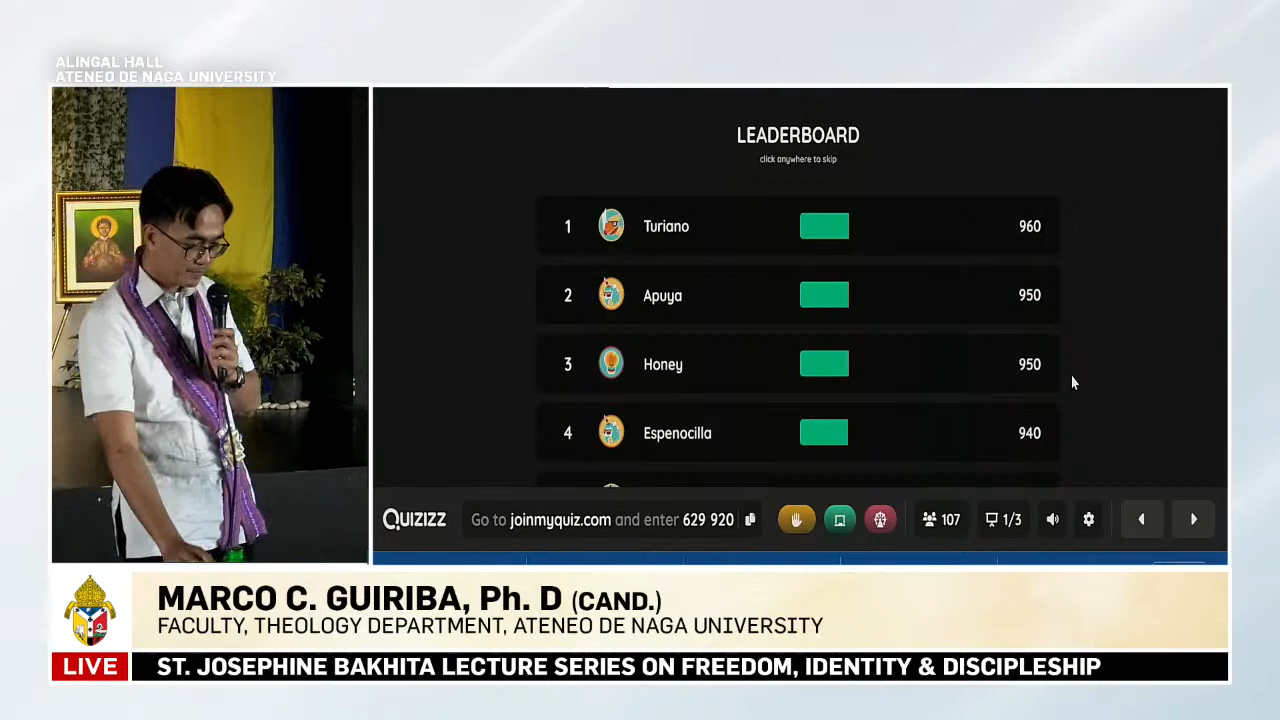 ALINGAL HALL
ATENEO DE NAGA UNIVERSITY
LEADERBOARD
click anywhere to skip
1 Turiano 960
2 Apuya 950
3 Honey 950
4 Espenocilla 940
QUIZIZZ Go to joinmyquiz.com and enter 629 920 107 1/3
MARCO C. GUIRIBA, Ph. D (CAND.)
FACULTY, THEOLOGY DEPARTMENT, ATENEO DE NAGA UNIVERSITY
LIVE ST. JOSEPHINE BAKHITA LECTURE SERIES ON FREEDOM, IDENTITY & DISCIPLESHIP